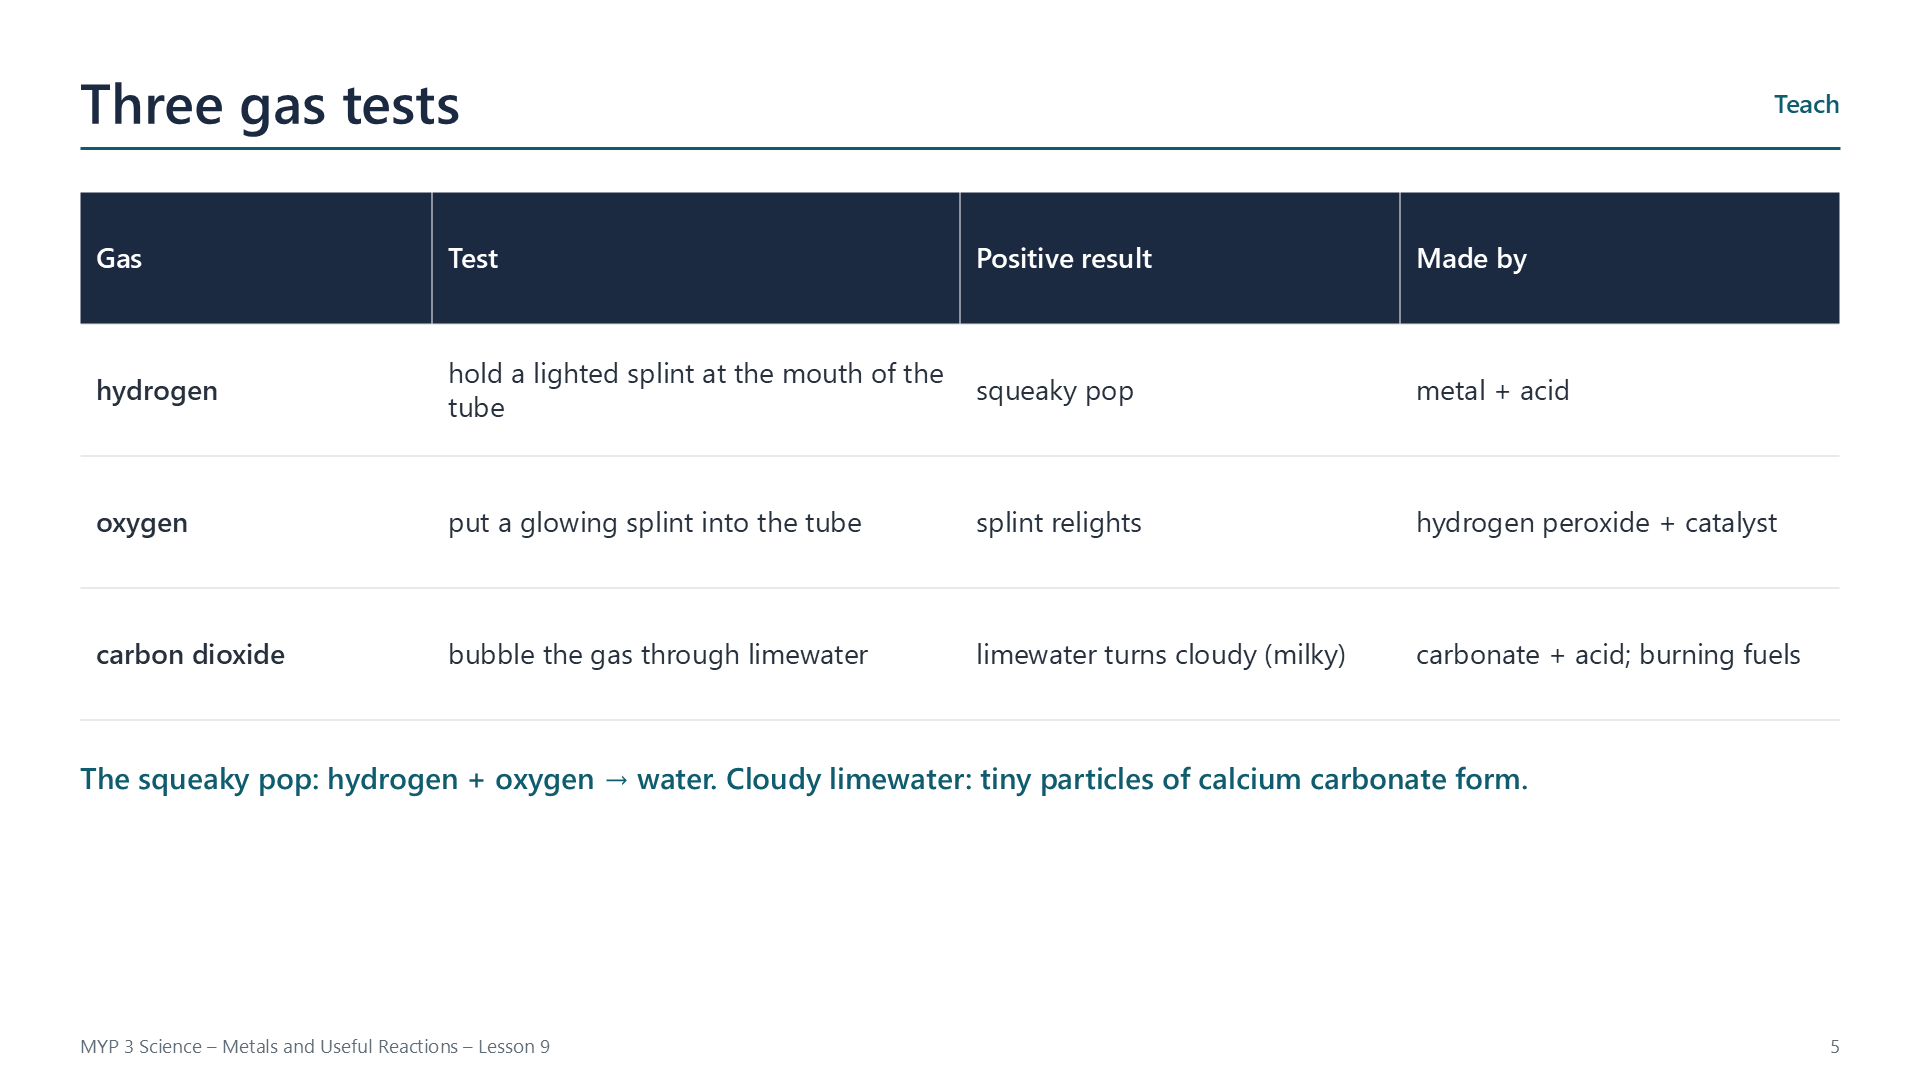 Three gas tests
Teach
Gas
Test
Positive result
Made by
hydrogen
hold a lighted splint at the mouth of the
tube
squeaky pop
metal + acid
oxygen
put a glowing splint into the tube
splint relights
hydrogen peroxide + catalyst
carbon dioxide
bubble the gas through limewater
limewater turns cloudy (milky)
carbonate + acid; burning fuels
The squeaky pop: hydrogen + oxygen → water. Cloudy limewater: tiny particles of calcium carbonate form.
MYP 3 Science – Metals and Useful Reactions – Lesson 9
5